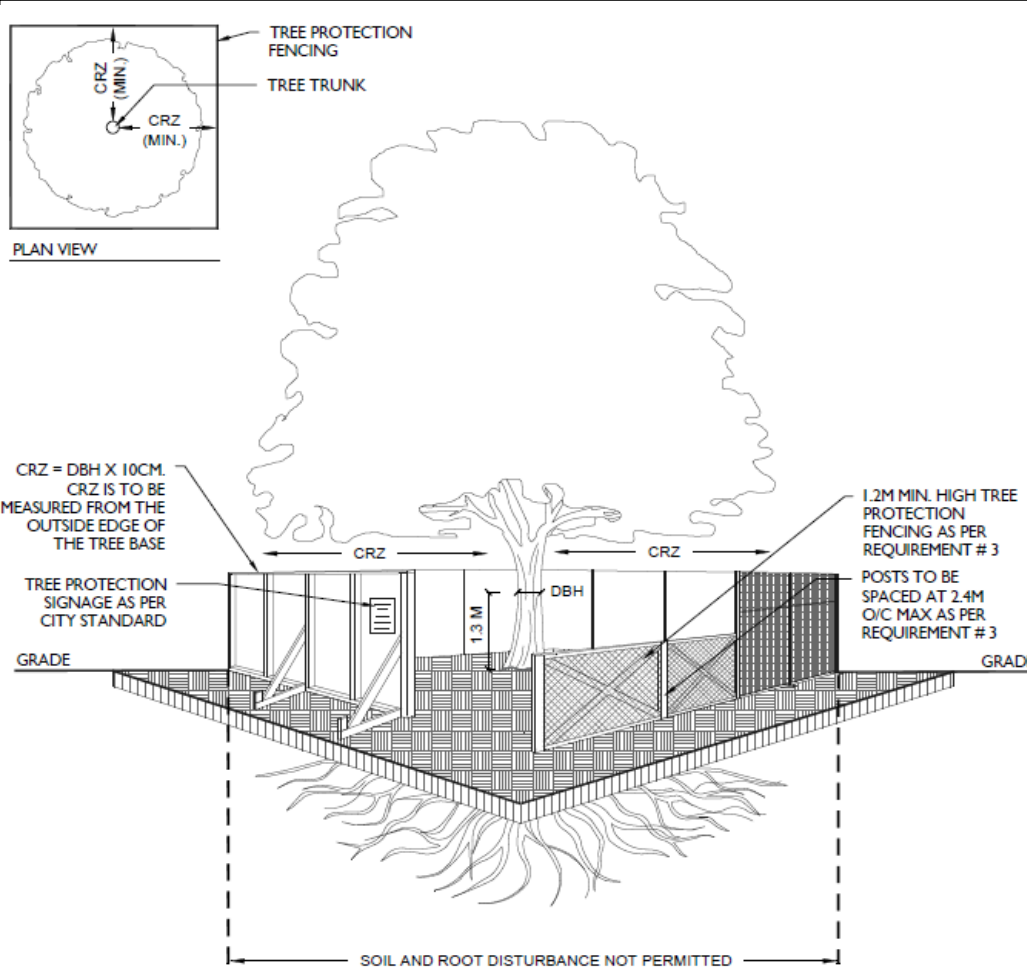 TREE PROTECTION
FENCING
TREE TRUNK
CRZ
(MIN.)
CRZ
(MIN.)
PLAN VIEW
CRZ = DBH X 10CM.
CRZ IS TO BE
MEASURED FROM THE
OUTSIDE EDGE OF
THE TREE BASE
TREE PROTECTION
SIGNAGE AS PER
CITY STANDARD
GRADE
CRZ
CRZ
DBH
1.3 M
1.2M MIN. HIGH TREE
PROTECTION
FENCING AS PER
REQUIREMENT # 3
POSTS TO BE
SPACED AT 2.4M
O/C MAX AS PER
REQUIREMENT # 3
GRAD
SOIL AND ROOT DISTURBANCE NOT PERMITTED